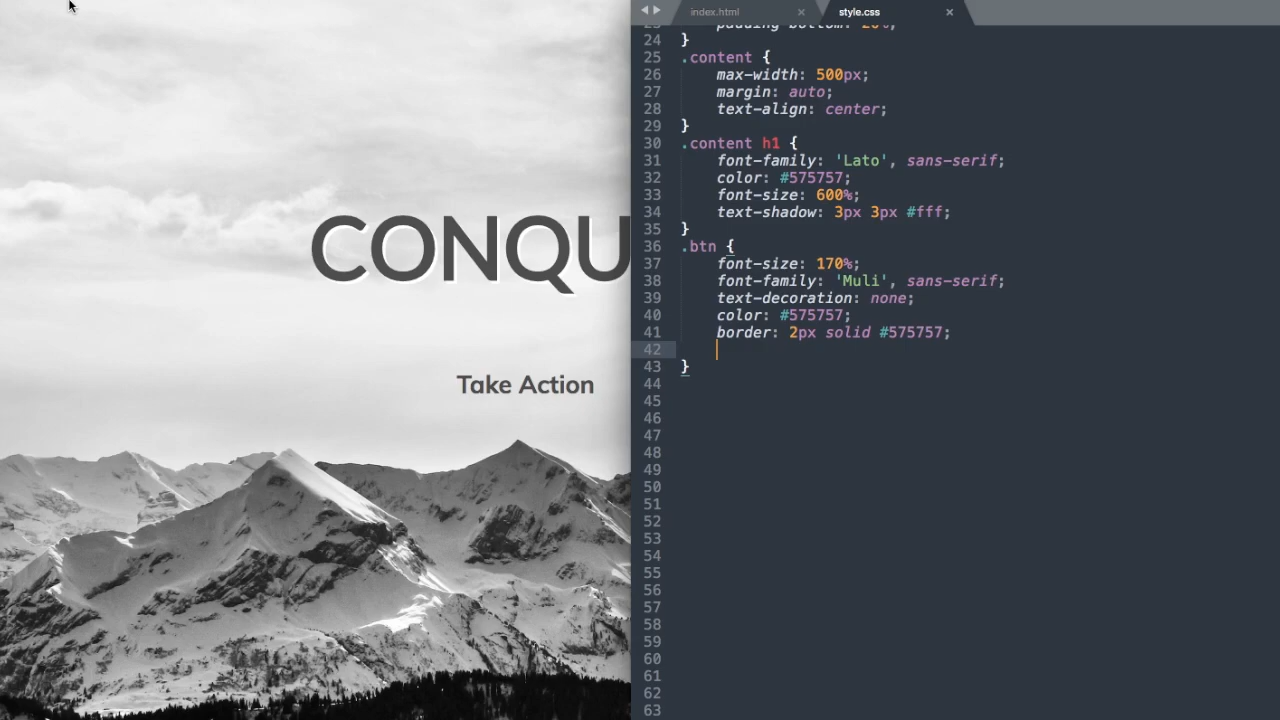 index.html
style.css
CONQU
Take Action
23 padding-bottom: 20%;
24 }
25 .content {
26 max-width: 500px;
27 margin: auto;
28 text-align: center;
29 }
30 .content h1 {
31 font-family: 'Lato', sans-serif;
32 color: #575757;
33 font-size: 600%;
34 text-shadow: 3px 3px #fff;
35 }
36 .btn {
37 font-size: 170%;
38 font-family: 'Muli', sans-serif;
39 text-decoration: none;
40 color: #575757;
41 border: 2px solid #575757;
42
43 }
44
45
46
47
48
49
50
51
52
53
54
55
56
57
58
59
60
61
62
63